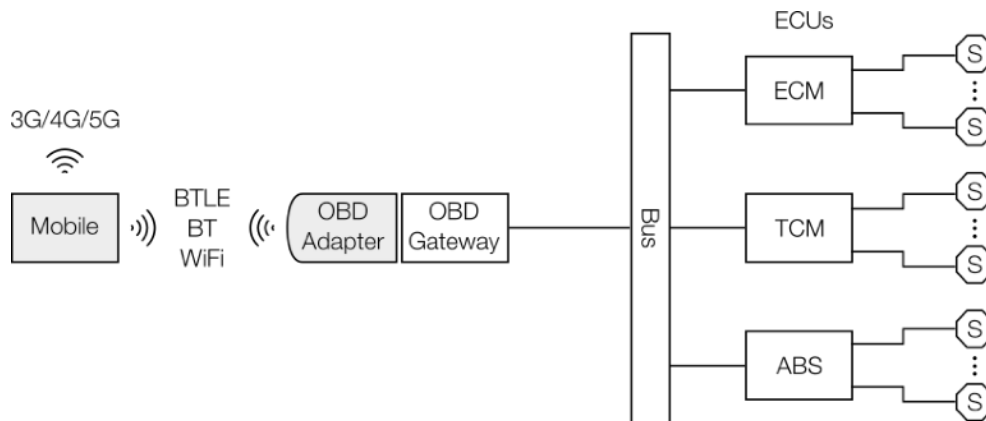 ECUs
3G/4G/5G
Mobile
BTLE
BT
WiFi
OBD
Adapter
OBD
Gateway
Bus
ECM
S
S
TCM
S
S
ABS
S
S